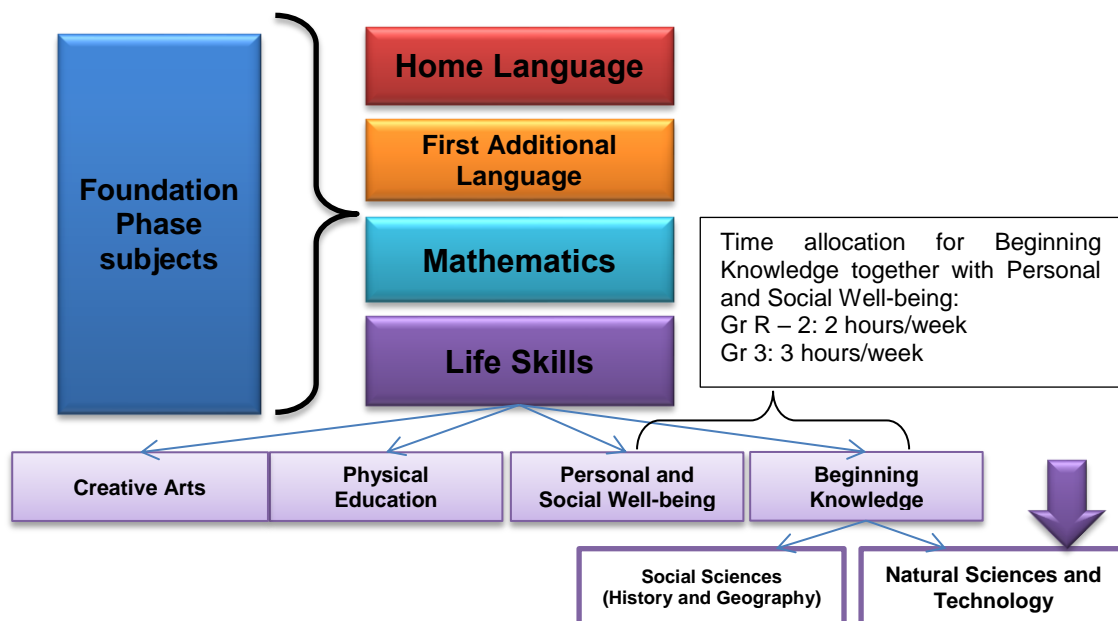 Foundation
Phase
subjects
Home Language
First Additional
Language
Mathematics
Life Skills
Time allocation for Beginning
Knowledge together with Personal
and Social Well-being:
Gr R – 2: 2 hours/week
Gr 3: 3 hours/week
Creative Arts
Physical
Education
Personal and
Social Well-being
Beginning
Knowledge
Social Sciences
(History and Geography)
Natural Sciences and
Technology